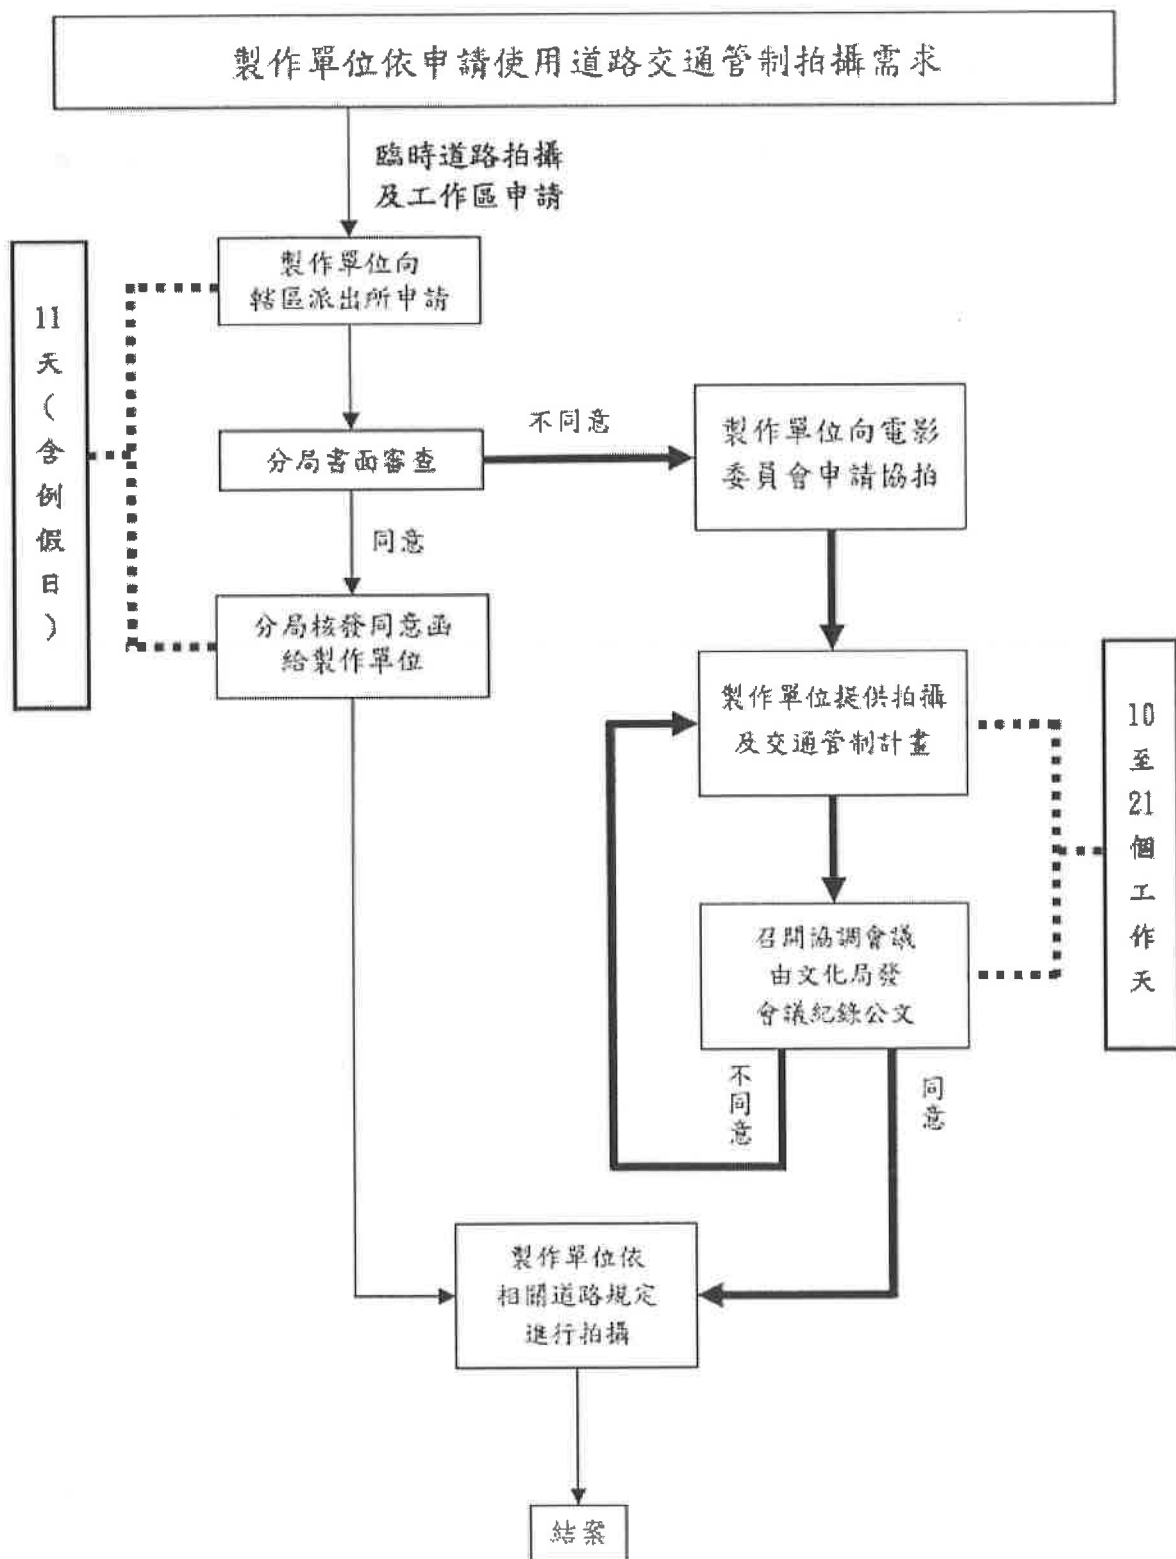 製作單位依申請使用道路交通管制拍攝需求
臨時道路拍攝
及工作區申請
製作單位向
轄區派出所申請
11
天
(
含
例
假
日
)
分局書面審查
不同意
製作單位向電影
委員會申請協拍
同意
分局核發同意函
給製作單位
製作單位提供拍攝
及交通管制計畫
10
至
21
個
工
作
天
召開協調會議
由文化局發
會議紀錄公文
不
同
意
同
意
製作單位依
相關道路規定
進行拍攝
結案